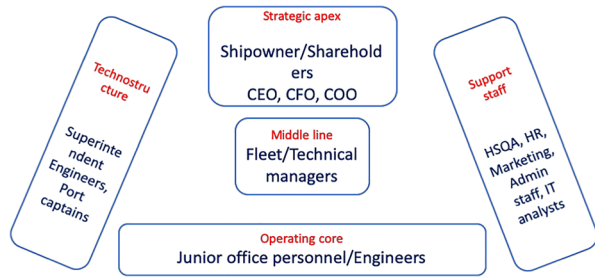 Strategic apex
Shipowner/Sharehold
ers
CEO, CFO, COO
Technostru
cture
Superinte
ndent
Engineers,
Port
captains
Middle line
Fleet/Technical
managers
Support
staff
HSQA, HR,
Marketing,
Admin
staff, IT
analysts
Operating core
Junior office personnel/Engineers